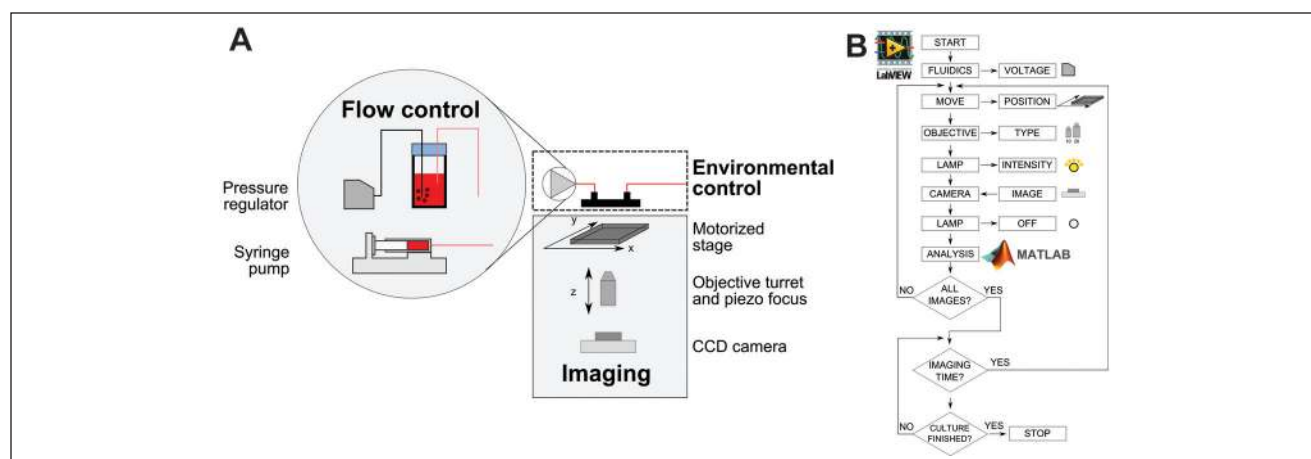 A
Flow control
Pressure
regulator
Syringe
pump
Environmental
control
y
x
Motorized
stage
z
Objective turret
and piezo focus
CCD camera
Imaging
B
LabVIEW
START
FLUIDICS
VOLTAGE
MOVE
POSITION
OBJECTIVE
TYPE
LAMP
INTENSITY
CAMERA
IMAGE
LAMP
OFF
ANALYSIS
MATLAB
NO
ALL
IMAGES?
YES
IMAGING
TIME?
YES
NO
CULTURE
FINISHED?
YES
STOP